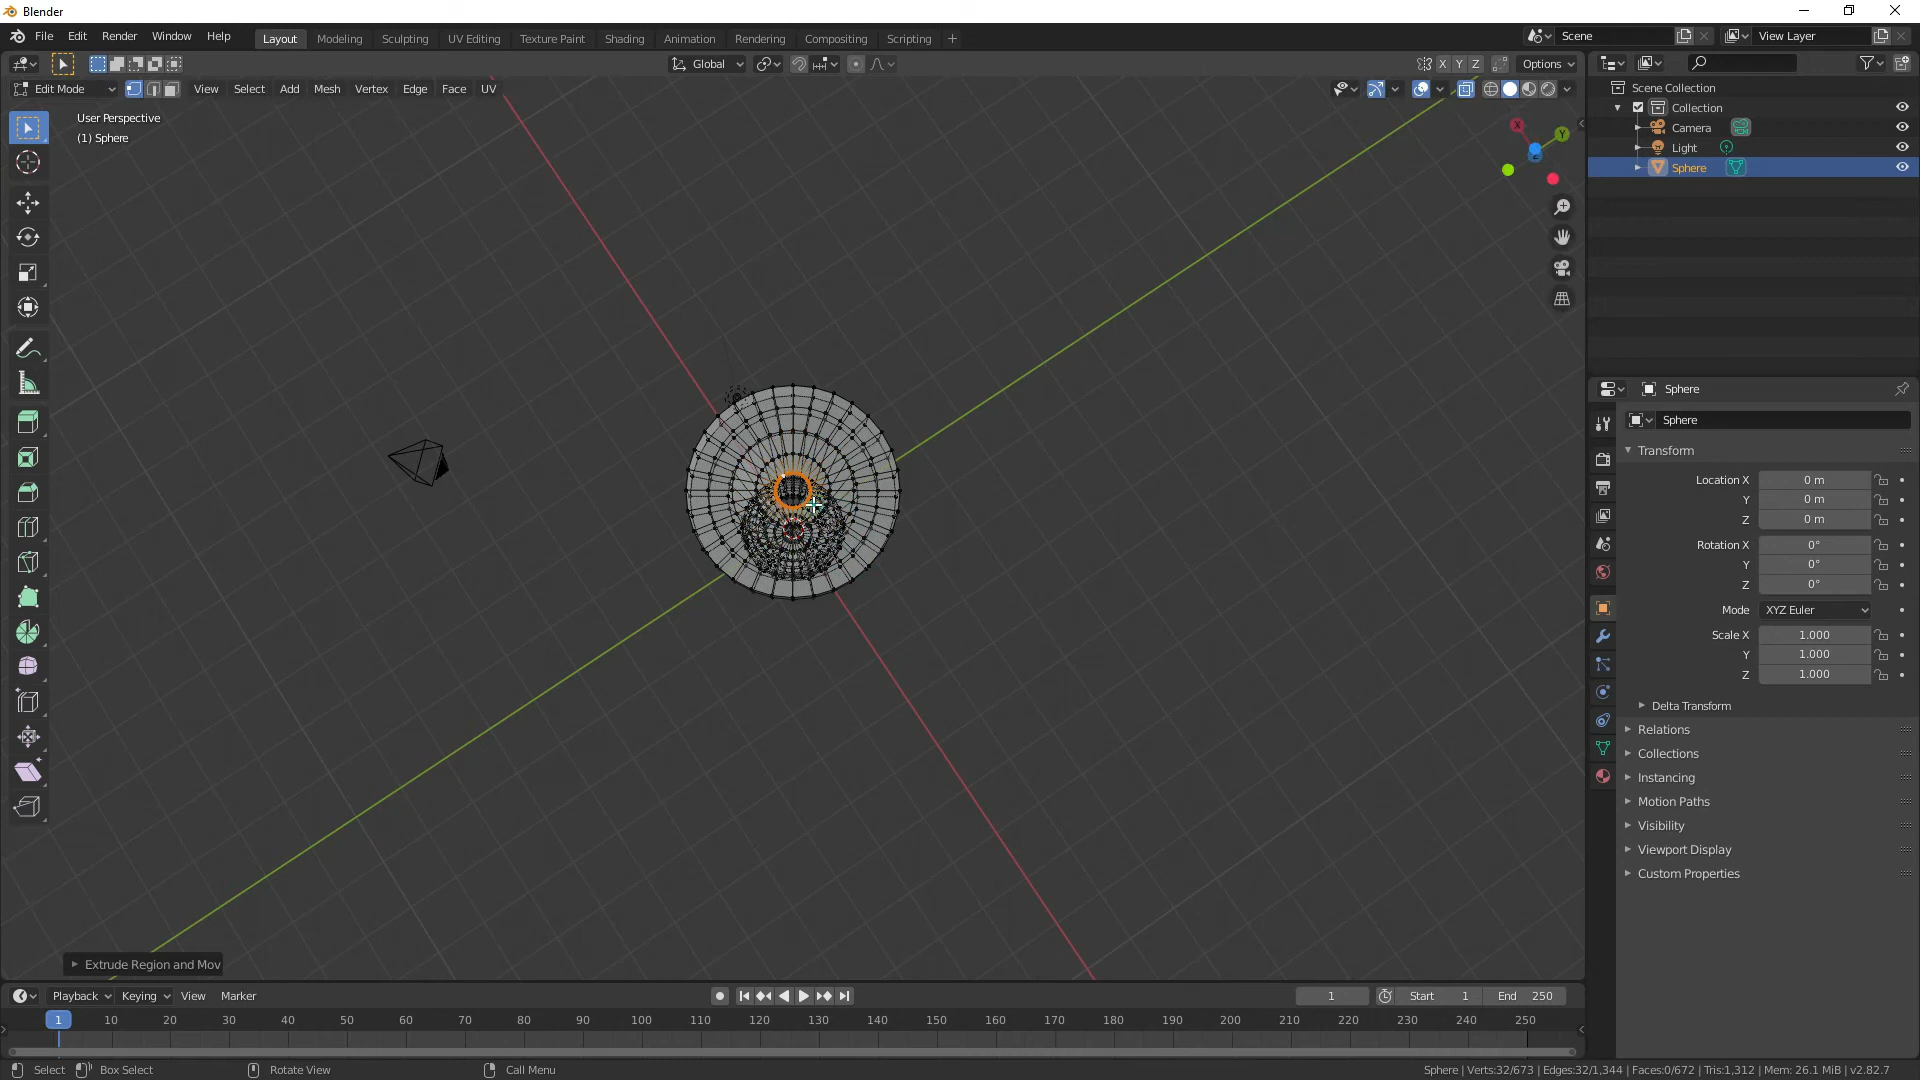 Blender
File Edit Render Window Help
Layout Modeling Sculpting UV Editing Texture Paint Shading Animation Rendering Compositing Scripting +
Scene
View Layer
Global
X Y Z
Options
Edit Mode
View Select Add Mesh Vertex Edge Face UV
User Perspective
(1) Sphere
X
Y
Z
Scene Collection
Collection
Camera
Light
Sphere
Sphere
Sphere
Transform
Location X 0 m
Y 0 m
Z 0 m
Rotation X 0°
Y 0°
Z 0°
Mode XYZ Euler
Scale X 1.000
Y 1.000
Z 1.000
Delta Transform
Relations
Collections
Instancing
Motion Paths
Visibility
Viewport Display
Custom Properties
Extrude Region and Mov
Playback Keying View Marker
1
Start 1 End 250
1 10 20 30 40 50 60 70 80 90 100 110 120 130 140 150 160 170 180 190 200 210 220 230 240 250
Select Box Select Rotate View Call Menu
Sphere | Verts:32/673 | Edges:32/1,344 | Faces:0/672 | Tris:1,312 | Mem: 26.1 MiB | v2.82.7